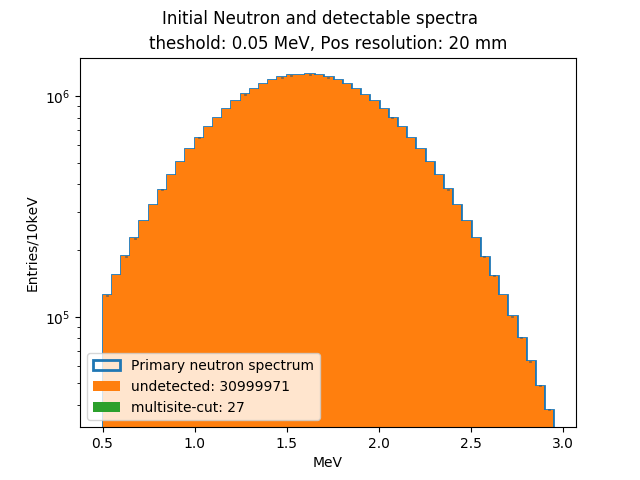 Initial Neutron and detectable spectra
theshold: 0.05 MeV, Pos resolution: 20 mm
Entries/10keV
10^6
10^5
Primary neutron spectrum
undetected: 30999971
multisite-cut: 27
0.5 1.0 1.5 2.0 2.5 3.0
MeV